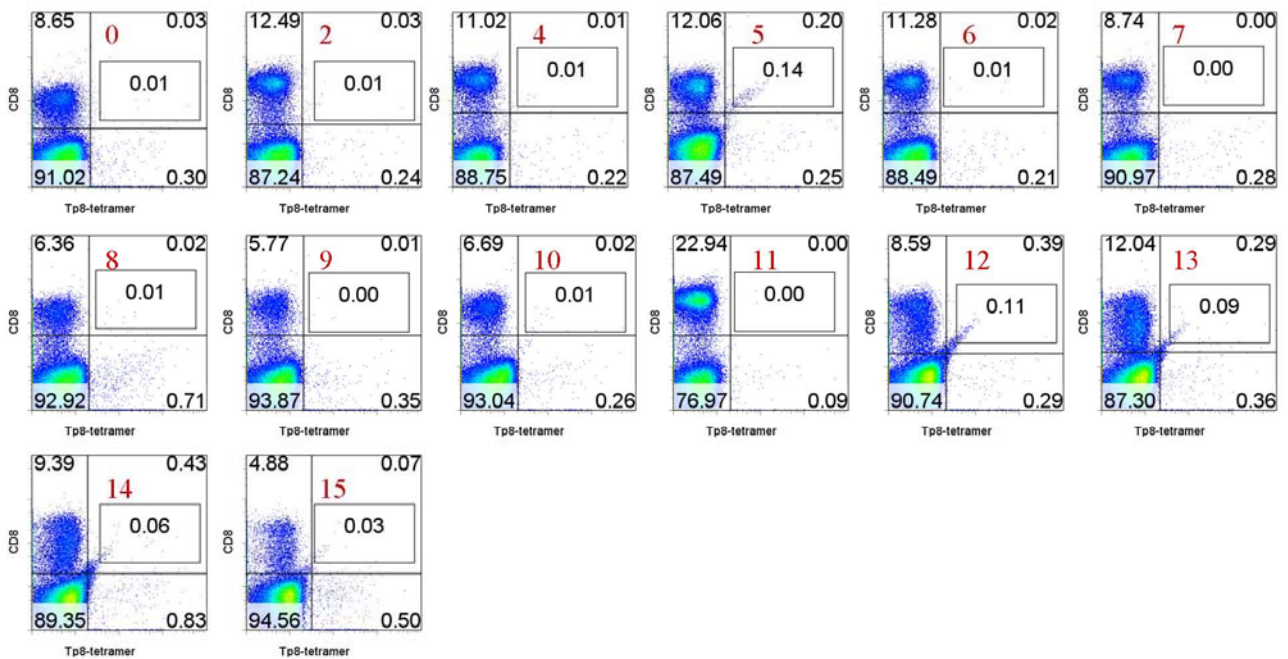 8.65 0 0.03
0.01
CD8
91.02 0.30
Tp8-tetramer
12.49 2 0.03
0.01
CD8
87.24 0.24
Tp8-tetramer
11.02 4 0.01
0.01
CD8
88.75 0.22
Tp8-tetramer
12.06 5 0.20
0.14
CD8
87.49 0.25
Tp8-tetramer
11.28 6 0.02
0.01
CD8
88.49 0.21
Tp8-tetramer
8.74 7 0.00
0.00
CD8
90.97 0.28
Tp8-tetramer
6.36 8 0.02
0.01
CD8
92.92 0.71
Tp8-tetramer
5.77 9 0.01
0.00
CD8
93.87 0.35
Tp8-tetramer
6.69 10 0.02
0.01
CD8
93.04 0.26
Tp8-tetramer
22.94 11 0.00
0.00
CD8
76.97 0.09
Tp8-tetramer
8.59 12 0.39
0.11
CD8
90.74 0.29
Tp8-tetramer
12.04 13 0.29
0.09
CD8
87.30 0.36
Tp8-tetramer
9.39 14 0.43
0.06
CD8
89.35 0.83
Tp8-tetramer
4.88 15 0.07
0.03
CD8
94.56 0.50
Tp8-tetramer